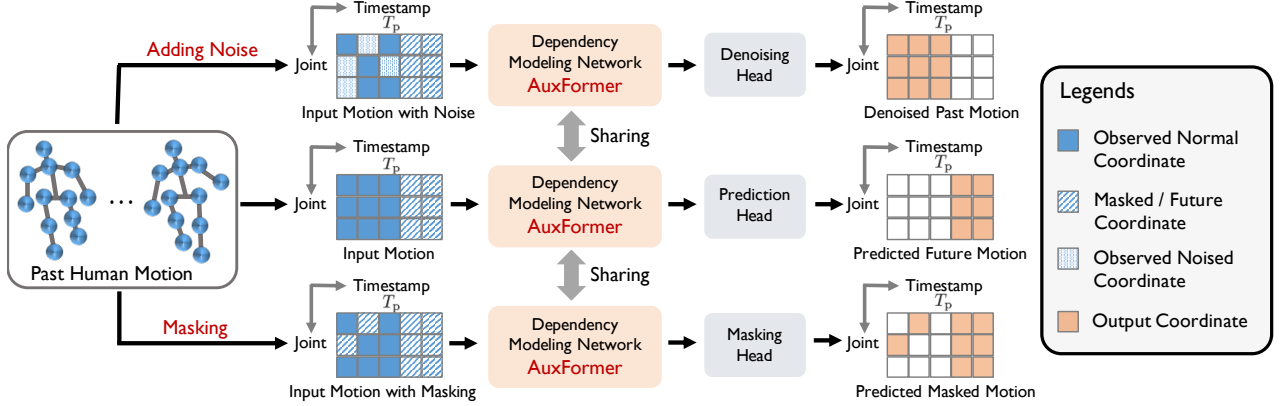 Timestamp
T_p
Adding Noise
Joint
Input Motion with Noise
Dependency
Modeling Network
AuxFormer
Denoising
Head
Timestamp
T_p
Joint
Denoised Past Motion
Sharing
Past Human Motion
...
Timestamp
T_p
Joint
Input Motion
Dependency
Modeling Network
AuxFormer
Prediction
Head
Timestamp
T_p
Joint
Predicted Future Motion
Sharing
Masking
Timestamp
T_p
Joint
Input Motion with Masking
Dependency
Modeling Network
AuxFormer
Masking
Head
Timestamp
T_p
Joint
Predicted Masked Motion
Legends
Observed Normal
Coordinate
Masked / Future
Coordinate
Observed Noised
Coordinate
Output Coordinate